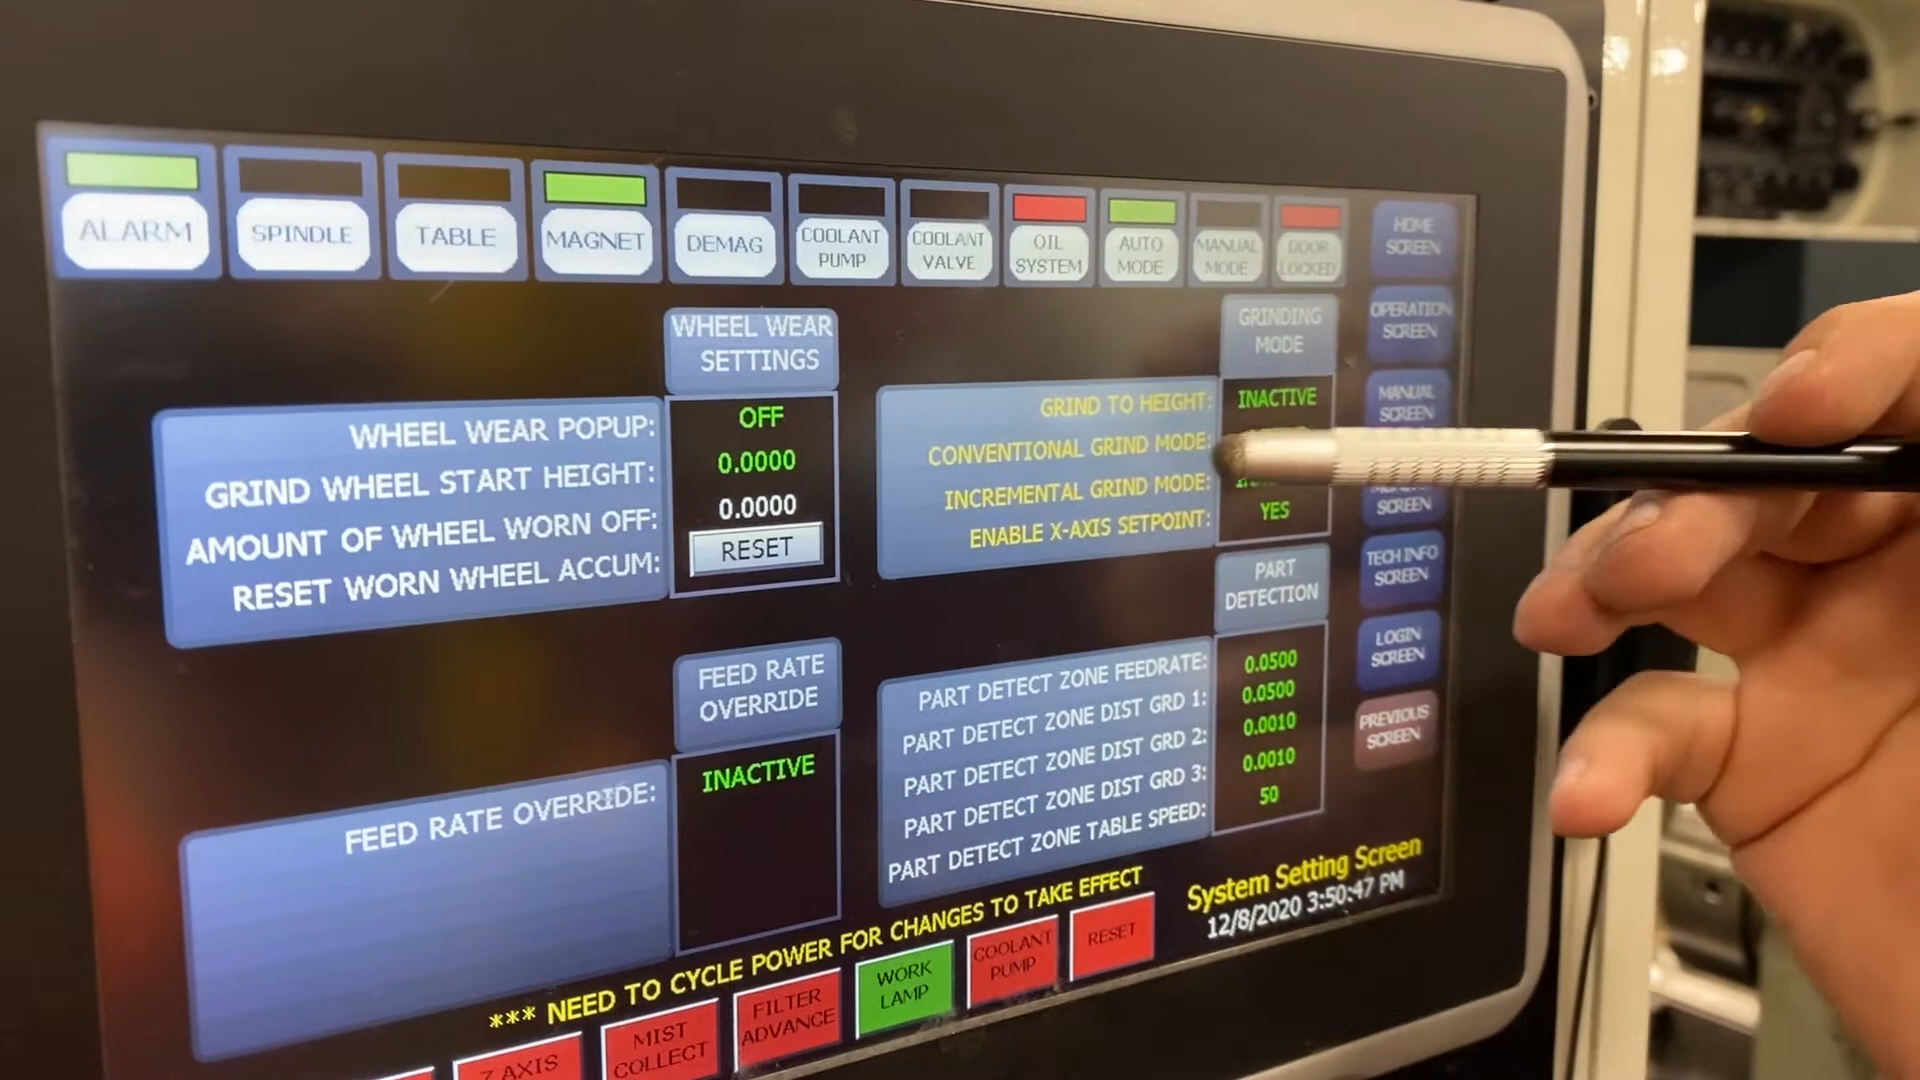 ALARM
SPINDLE
TABLE
MAGNET
DEMAG
COOLANT
PUMP
COOLANT
VALVE
OIL
SYSTEM
AUTO
MODE
MANUAL
MODE
DOOR
LOCKED
HOME
SCREEN
OPERATION
SCREEN
MANUAL
SCREEN
SCREEN
TECH INFO
SCREEN
LOGIN
SCREEN
PREVIOUS
SCREEN
WHEEL WEAR
SETTINGS
WHEEL WEAR POPUP: OFF
GRIND WHEEL START HEIGHT: 0.0000
AMOUNT OF WHEEL WORN OFF: 0.0000
RESET WORN WHEEL ACCUM: RESET
GRINDING
MODE
GRIND TO HEIGHT: INACTIVE
CONVENTIONAL GRIND MODE:
INCREMENTAL GRIND MODE:
ENABLE X-AXIS SETPOINT: YES
FEED RATE
OVERRIDE
FEED RATE OVERRIDE: INACTIVE
PART
DETECTION
PART DETECT ZONE FEEDRATE: 0.0500
PART DETECT ZONE DIST GRD 1: 0.0500
PART DETECT ZONE DIST GRD 2: 0.0010
PART DETECT ZONE DIST GRD 3: 0.0010
PART DETECT ZONE TABLE SPEED: 50
*** NEED TO CYCLE POWER FOR CHANGES TO TAKE EFFECT
System Setting Screen
12/8/2020 3:50:47 PM
Z AXIS
MIST
COLLECT
FILTER
ADVANCE
WORK
LAMP
COOLANT
PUMP
RESET